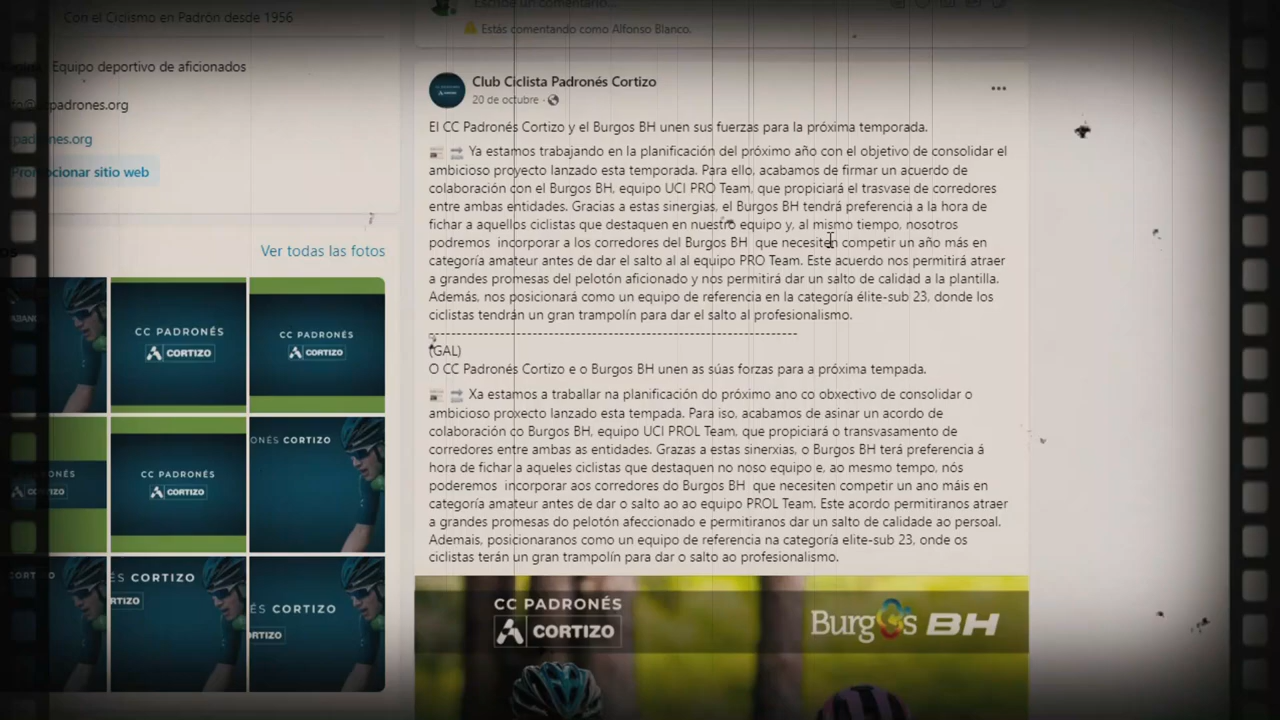 Con el Ciclismo en Padrón desde 1956
Equipo deportivo de aficionados
padrones.org
Promocionar sitio web
Ver todas las fotos
CC PADRONÉS
CORTIZO
CC PADRONÉS
CORTIZO
CORTIZO
CC PADRONÉS
CORTIZO
CORTIZO
CORTIZO
CORTIZO
Estás comentando como Alfonso Blanco.
Club Ciclista Padronés Cortizo
20 de octubre ·
El CC Padronés Cortizo y el Burgos BH unen sus fuerzas para la próxima temporada.
Ya estamos trabajando en la planificación del próximo año con el objetivo de consolidar el
ambicioso proyecto lanzado esta temporada. Para ello, acabamos de firmar un acuerdo de
colaboración con el Burgos BH, equipo UCI PRO Team, que propiciará el trasvase de corredores
entre ambas entidades. Gracias a estas sinergias, el Burgos BH tendrá preferencia a la hora de
fichar a aquellos ciclistas que destaquen en nuestro equipo y, al mismo tiempo, nosotros
podremos incorporar a los corredores del Burgos BH que necesiten competir un año más en
categoría amateur antes de dar el salto al al equipo PRO Team. Este acuerdo nos permitirá atraer
a grandes promesas del pelotón aficionado y nos permitirá dar un salto de calidad a la plantilla.
Además, nos posicionará como un equipo de referencia en la categoría élite-sub 23, donde los
ciclistas tendrán un gran trampolín para dar el salto al profesionalismo.
--------------------------------------------------------------------
(GAL)
O CC Padronés Cortizo e o Burgos BH unen as súas forzas para a próxima tempada.
Xa estamos a traballar na planificación do próximo ano co obxectivo de consolidar o
ambicioso proxecto lanzado esta tempada. Para iso, acabamos de asinar un acordo de
colaboración co Burgos BH, equipo UCI PROL Team, que propiciará o transvasamento de
corredores entre ambas as entidades. Grazas a estas sinerxias, o Burgos BH terá preferencia á
hora de fichar a aqueles ciclistas que destaquen no noso equipo e, ao mesmo tempo, nós
poderemos incorporar aos corredores do Burgos BH que necesiten competir un ano máis en
categoría amateur antes de dar o salto ao ao equipo PROL Team, Este acordo permitiranos atraer
a grandes promesas do pelotón afeccionado e permitiranos dar un salto de calidade ao persoal.
Ademais, posicionaranos como un equipo de referencia na categoría elite-sub 23, onde os
ciclistas terán un gran trampolín para dar o salto ao profesionalismo.
CC PADRONÉS
CORTIZO
Burgos BH